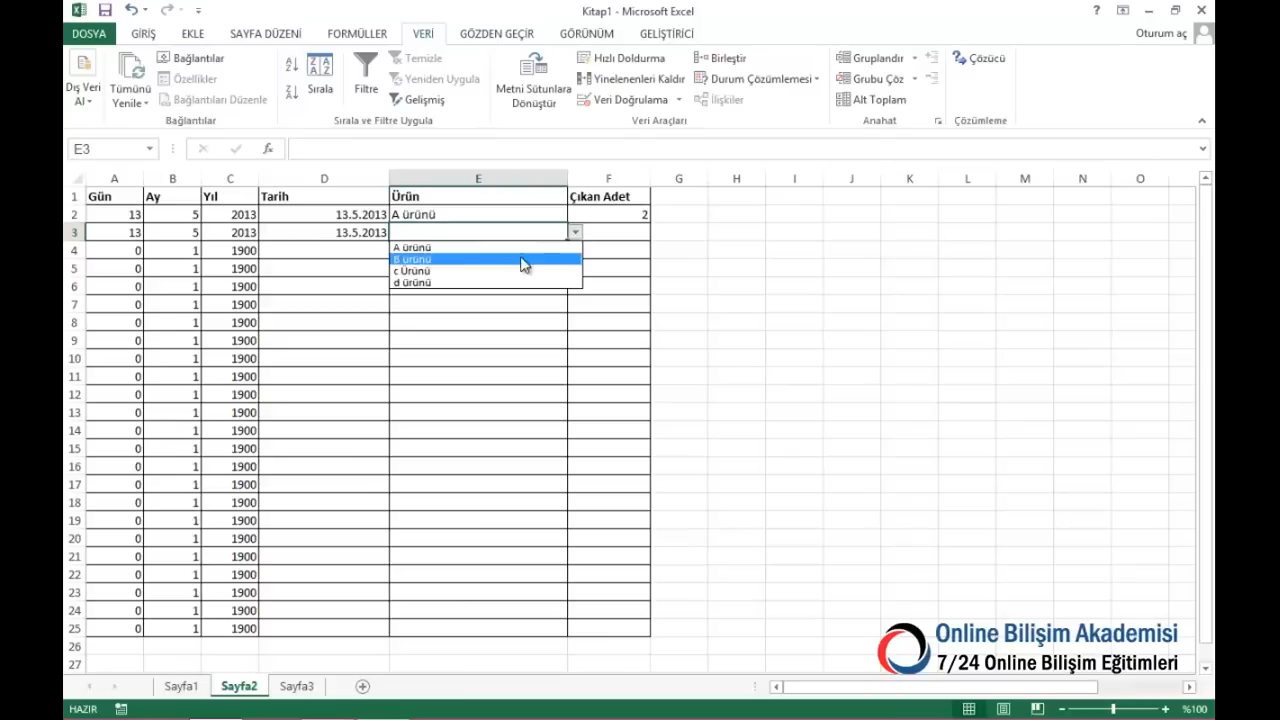 Kitap1 - Microsoft Excel
DOSYA GİRİŞ EKLE SAYFA DÜZENİ FORMÜLLER VERİ GÖZDEN GEÇİR GÖRÜNÜM GELİŞTİRİCİ Oturum aç
Dış Veri Al
Tümünü Yenile
Bağlantılar
Özellikler
Bağlantıları Düzenle
Bağlantılar
Sırala
Filtre
Temizle
Yeniden Uygula
Gelişmiş
Sırala ve Filtre Uygula
Metni Sütunlara Dönüştür
Hızlı Doldurma
Yinelenenleri Kaldır
Veri Doğrulama
Birleştir
Durum Çözümlemesi
İlişkiler
Veri Araçları
Gruplandır
Grubu Çöz
Alt Toplam
Anahat
Çözücü
Çözümleme
E3 fx
A B C D E F G H I J K L M N O
1 Gün Ay Yıl Tarih Ürün Çıkan Adet
2 13 5 2013 13.5.2013 A ürünü 2
3 13 5 2013 13.5.2013
A ürünü
B ürünü
c Ürünü
d ürünü
4 0 1 1900
5 0 1 1900
6 0 1 1900
7 0 1 1900
8 0 1 1900
9 0 1 1900
10 0 1 1900
11 0 1 1900
12 0 1 1900
13 0 1 1900
14 0 1 1900
15 0 1 1900
16 0 1 1900
17 0 1 1900
18 0 1 1900
19 0 1 1900
20 0 1 1900
21 0 1 1900
22 0 1 1900
23 0 1 1900
24 0 1 1900
25 0 1 1900
26
27
Online Bilişim Akademisi
7/24 Online Bilişim Eğitimleri
Sayfa1 Sayfa2 Sayfa3
HAZIR %100